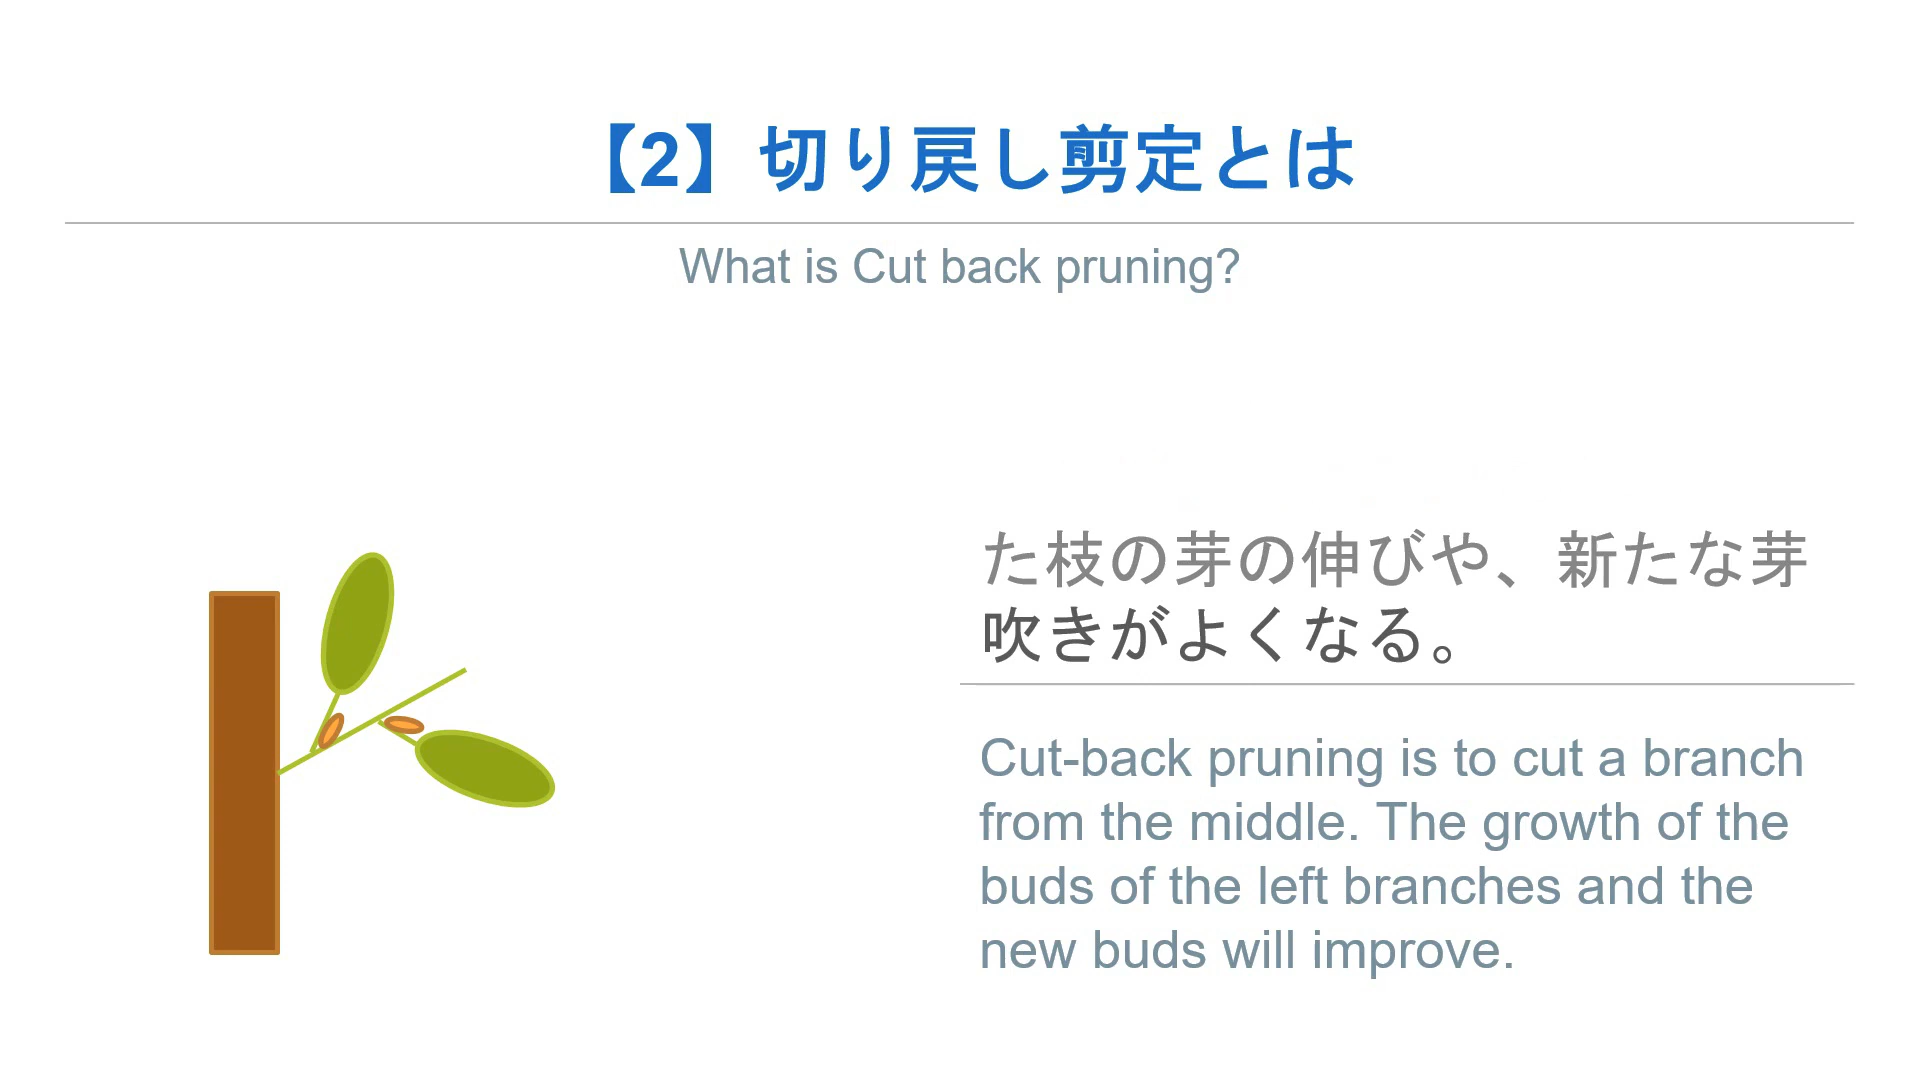 【2】切り戻し剪定とは
What is Cut back pruning?
た枝の芽の伸びや、新たな芽
吹きがよくなる。
Cut-back pruning is to cut a branch
from the middle. The growth of the
buds of the left branches and the
new buds will improve.